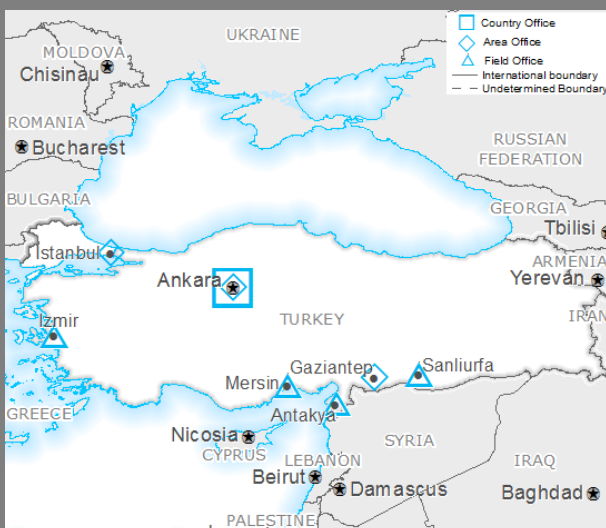 UKRAINE
Country Office
Area Office
Field Office
International boundary
Undetermined Boundary
MOLDOVA
Chisinau
ROMANIA
Bucharest
RUSSIAN
FEDERATION
BULGARIA
GEORGIA
Tbilisi
Istanbul
ARMENIA
Ankara
Yerevan
Izmir
TURKEY
IRAN
Gaziantep
Sanliurfa
Mersin
GREECE
Antakya
Nicosia
SYRIA
CYPRUS
LEBANON
IRAQ
Beirut
Damascus
Baghdad
PALESTINE